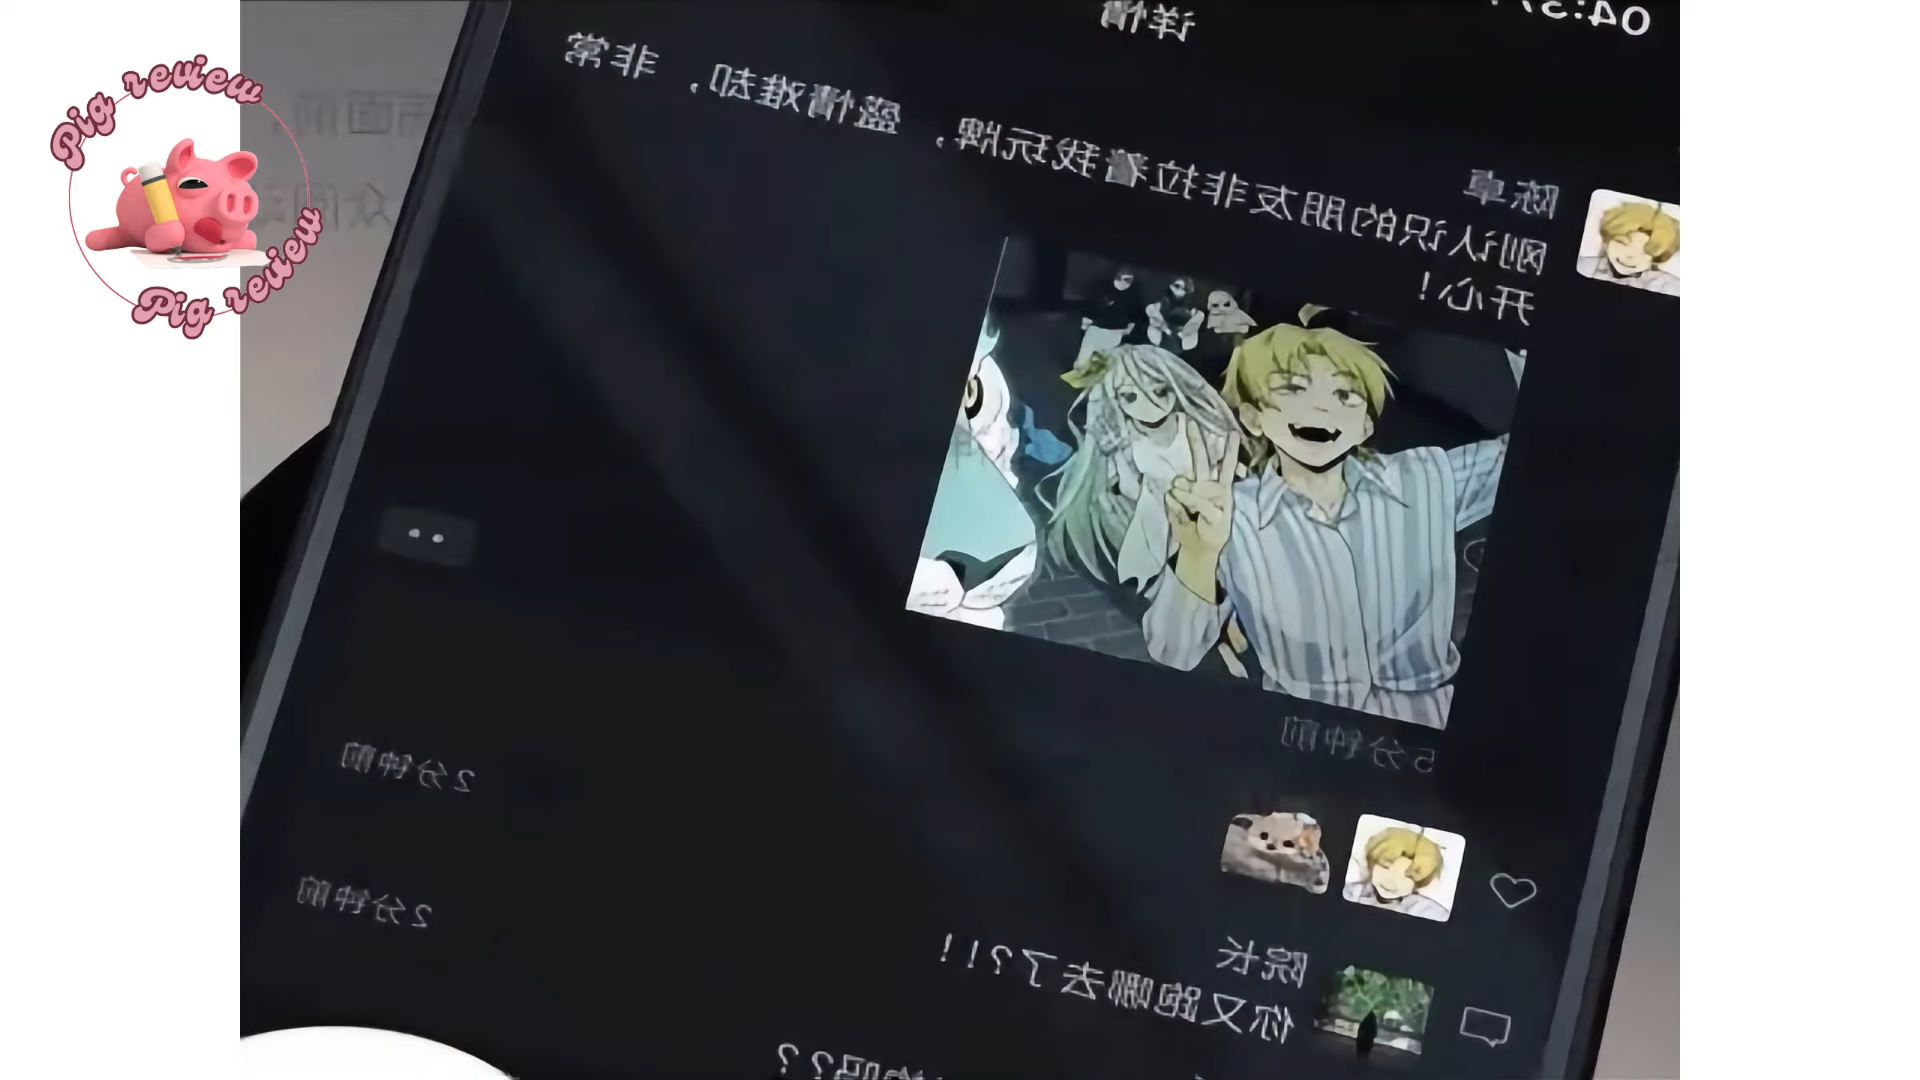 Pig review
Pig review
详情
陈卓
刚认识的朋友非拉着我玩牌，盛情难却，非常
开心！
5分钟前
2分钟前
院长
你又跑哪去了?!!
2分钟前